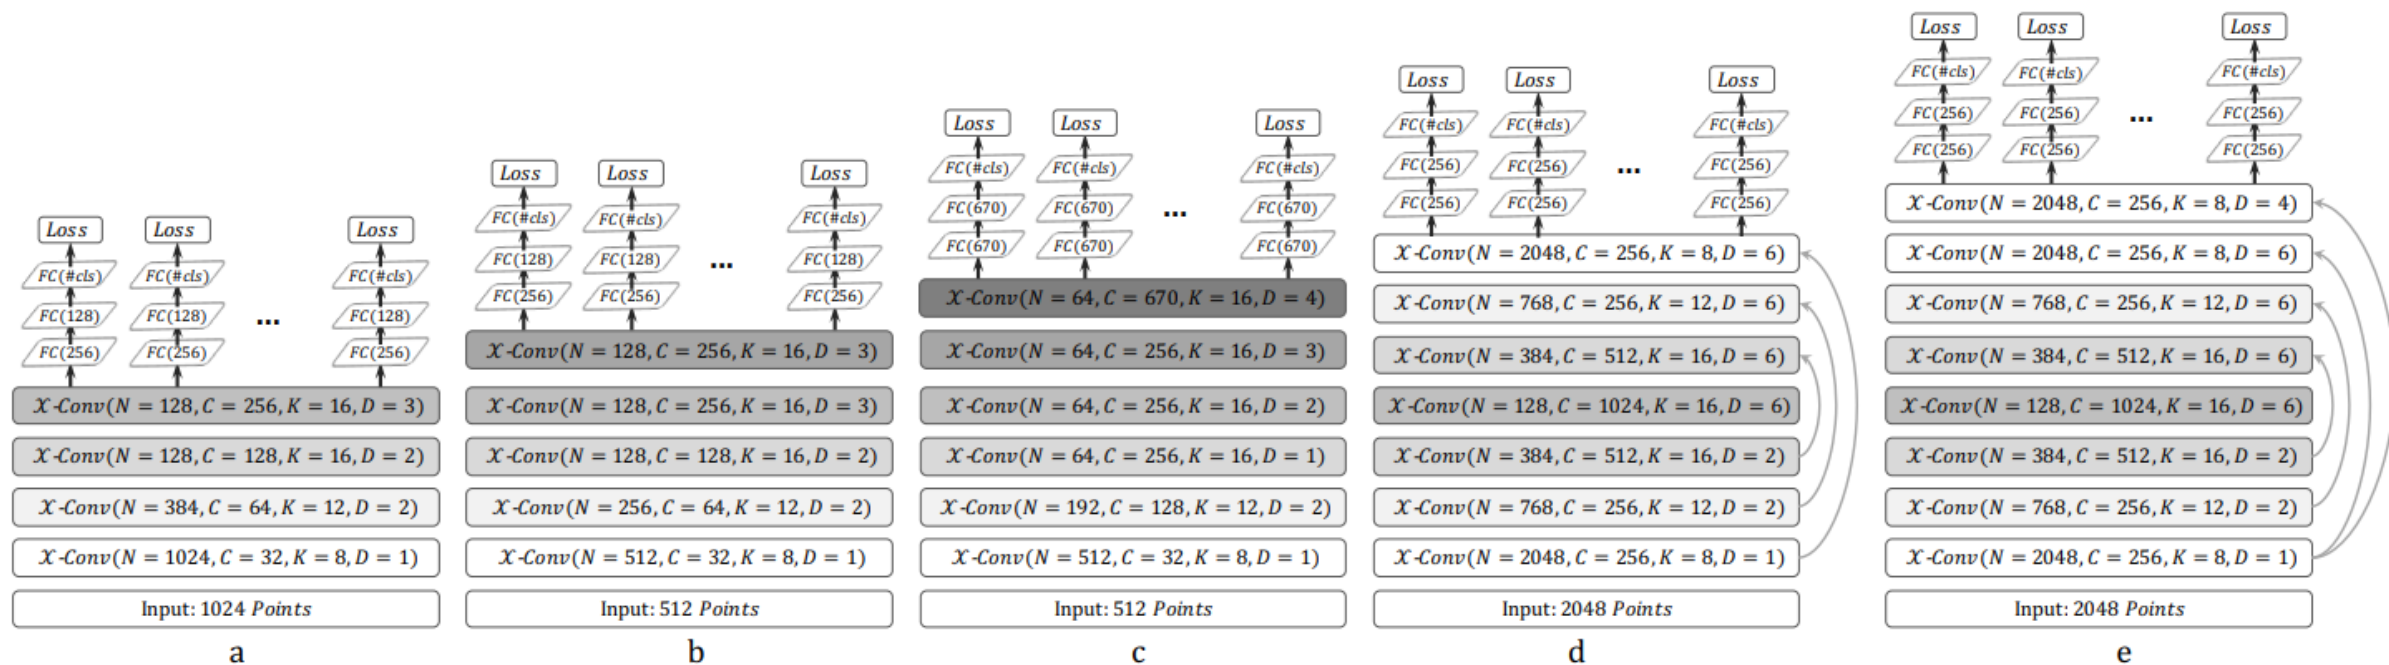 Loss Loss Loss
FC(#cls) FC(#cls) FC(#cls)
FC(128) FC(128) ... FC(128)
FC(256) FC(256) FC(256)
𝒳-Conv(N = 128, C = 256, K = 16, D = 3)
𝒳-Conv(N = 128, C = 128, K = 16, D = 2)
𝒳-Conv(N = 384, C = 64, K = 12, D = 2)
𝒳-Conv(N = 1024, C = 32, K = 8, D = 1)
Input: 1024 Points
a
Loss Loss Loss
FC(#cls) FC(#cls) FC(#cls)
FC(128) FC(128) ... FC(128)
FC(256) FC(256) FC(256)
𝒳-Conv(N = 128, C = 256, K = 16, D = 3)
𝒳-Conv(N = 128, C = 256, K = 16, D = 3)
𝒳-Conv(N = 128, C = 128, K = 16, D = 2)
𝒳-Conv(N = 256, C = 64, K = 12, D = 2)
𝒳-Conv(N = 512, C = 32, K = 8, D = 1)
Input: 512 Points
b
Loss Loss Loss
FC(#cls) FC(#cls) FC(#cls)
FC(670) FC(670) ... FC(670)
FC(670) FC(670) FC(670)
𝒳-Conv(N = 64, C = 670, K = 16, D = 4)
𝒳-Conv(N = 64, C = 256, K = 16, D = 3)
𝒳-Conv(N = 64, C = 256, K = 16, D = 2)
𝒳-Conv(N = 64, C = 256, K = 16, D = 1)
𝒳-Conv(N = 192, C = 128, K = 12, D = 2)
𝒳-Conv(N = 512, C = 32, K = 8, D = 1)
Input: 512 Points
c
Loss Loss Loss
FC(#cls) FC(#cls) FC(#cls)
FC(256) FC(256) ... FC(256)
FC(256) FC(256) FC(256)
𝒳-Conv(N = 2048, C = 256, K = 8, D = 6)
𝒳-Conv(N = 768, C = 256, K = 12, D = 6)
𝒳-Conv(N = 384, C = 512, K = 16, D = 6)
𝒳-Conv(N = 128, C = 1024, K = 16, D = 6)
𝒳-Conv(N = 384, C = 512, K = 16, D = 2)
𝒳-Conv(N = 768, C = 256, K = 12, D = 2)
𝒳-Conv(N = 2048, C = 256, K = 8, D = 1)
Input: 2048 Points
d
Loss Loss Loss
FC(#cls) FC(#cls) FC(#cls)
FC(256) FC(256) ... FC(256)
FC(256) FC(256) FC(256)
𝒳-Conv(N = 2048, C = 256, K = 8, D = 4)
𝒳-Conv(N = 2048, C = 256, K = 8, D = 6)
𝒳-Conv(N = 768, C = 256, K = 12, D = 6)
𝒳-Conv(N = 384, C = 512, K = 16, D = 6)
𝒳-Conv(N = 128, C = 1024, K = 16, D = 6)
𝒳-Conv(N = 384, C = 512, K = 16, D = 2)
𝒳-Conv(N = 768, C = 256, K = 12, D = 2)
𝒳-Conv(N = 2048, C = 256, K = 8, D = 1)
Input: 2048 Points
e